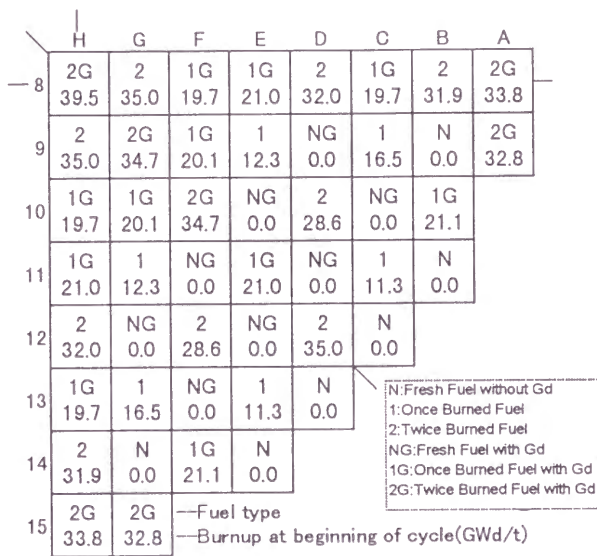 H G F E D C B A
8 2G 2 1G 1G 2 1G 2 2G
39.5 35.0 19.7 21.0 32.0 19.7 31.9 33.8
9 2 2G 1G 1 NG 1 N 2G
35.0 34.7 20.1 12.3 0.0 16.5 0.0 32.8
10 1G 1G 2G NG 2 NG 1G
19.7 20.1 34.7 0.0 28.6 0.0 21.1
11 1G 1 NG 1G NG 1 N
21.0 12.3 0.0 21.0 0.0 11.3 0.0
12 2 NG 2 NG 2 N
32.0 0.0 28.6 0.0 35.0 0.0
13 1G 1 NG 1 N
19.7 16.5 0.0 11.3 0.0
14 2 N 1G N
31.9 0.0 21.1 0.0
15 2G 2G Fuel type
33.8 32.8 Burnup at beginning of cycle(GWd/t)
N:Fresh Fuel without Gd
1:Once Burned Fuel
2:Twice Burned Fuel
NG:Fresh Fuel with Gd
1G:Once Burned Fuel with Gd
2G:Twice Burned Fuel with Gd